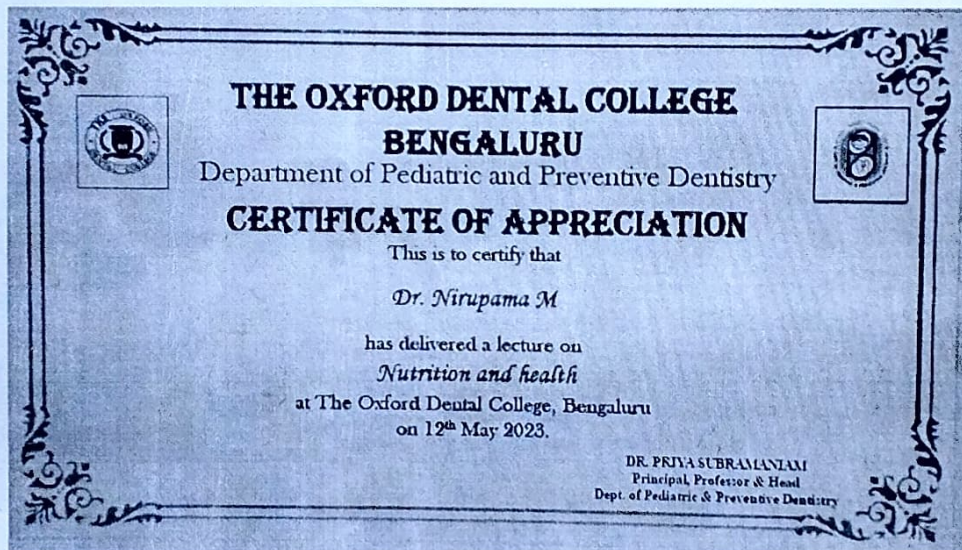 THE OXFORD DENTAL COLLEGE
BENGALURU
Department of Pediatric and Preventive Dentistry
CERTIFICATE OF APPRECIATION
This is to certify that
Dr. Nirupama M
has delivered a lecture on
Nutrition and health
at The Oxford Dental College, Bengaluru
on 12th May 2023.
DR. PRIYA SUBRAMANIAM
Principal, Professor & Head
Dept. of Pediatric & Preventive Dentistry